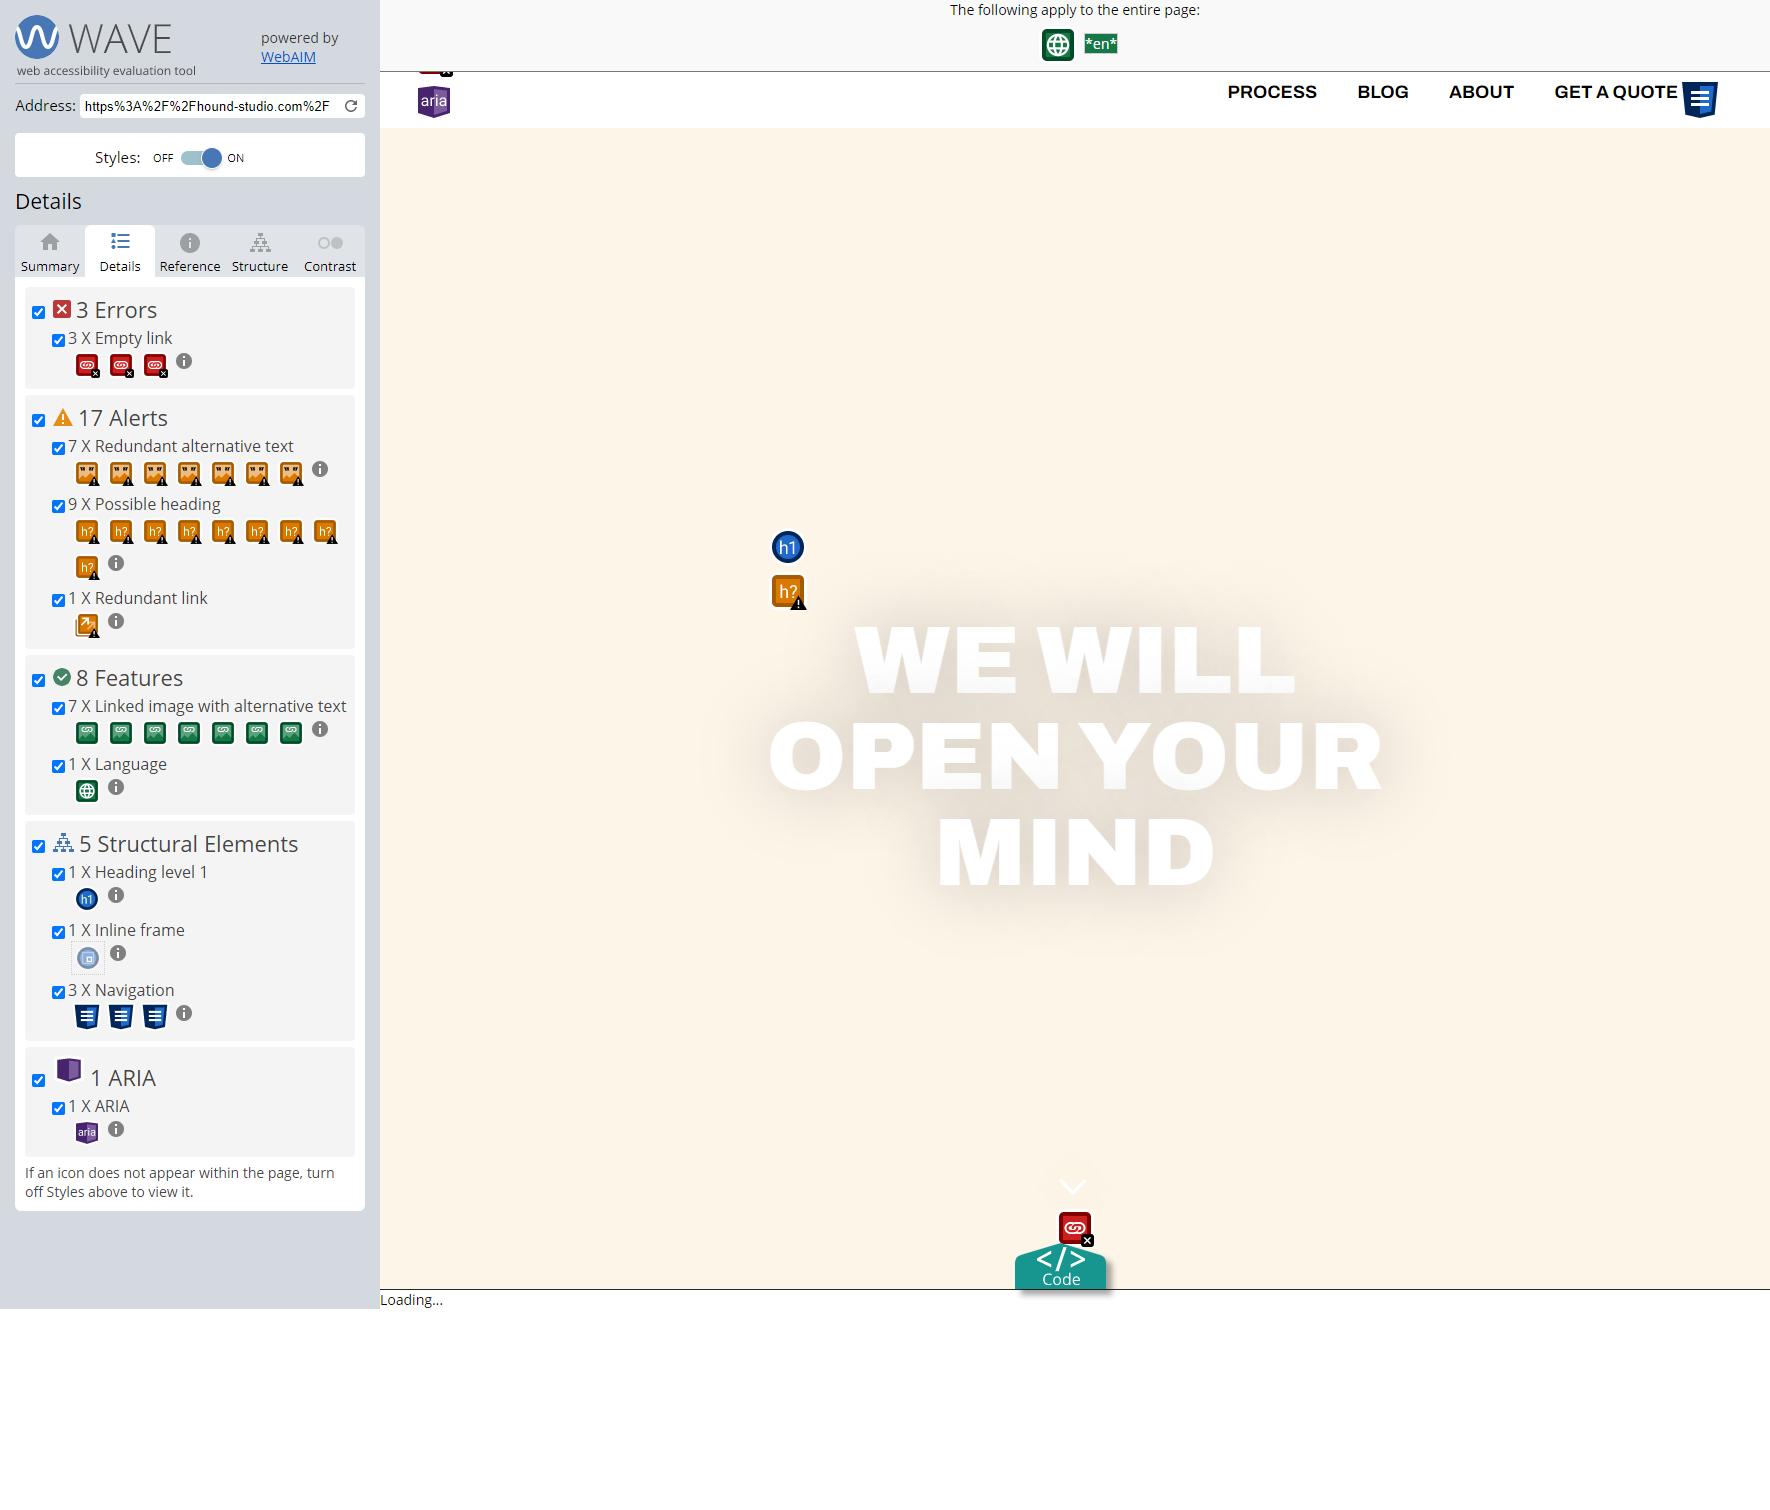 WAVE
powered by
WebAIM
web accessibility evaluation tool
Address: https%3A%2F%2Fhound-studio.com%2F
Styles: OFF ON
Details
Summary Details Reference Structure Contrast
3 Errors
3 X Empty link
17 Alerts
7 X Redundant alternative text
9 X Possible heading
h? h? h? h? h? h? h? h?
h?
1 X Redundant link
8 Features
7 X Linked image with alternative text
1 X Language
5 Structural Elements
1 X Heading level 1
h1
1 X Inline frame
3 X Navigation
1 ARIA
1 X ARIA
aria
If an icon does not appear within the page, turn
off Styles above to view it.
The following apply to the entire page:
*en*
aria
PROCESS BLOG ABOUT GET A QUOTE
h1
h?
WE WILL
OPEN YOUR
MIND
</>
Code
Loading...